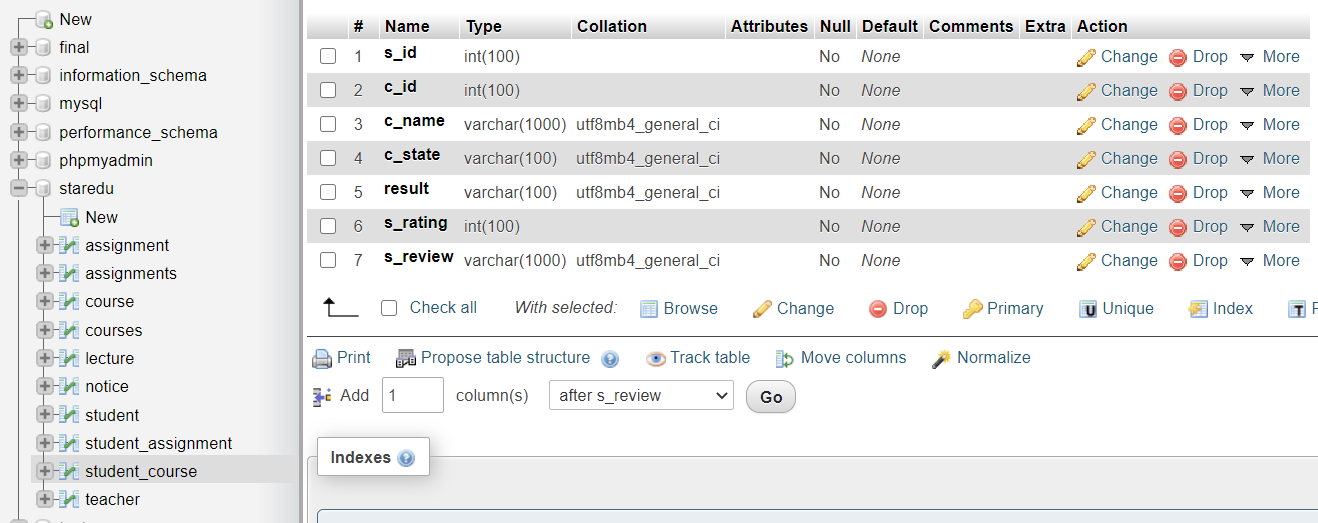 New
final
information_schema
mysql
performance_schema
phpmyadmin
staredu
New
assignment
assignments
course
courses
lecture
notice
student
student_assignment
student_course
teacher
# Name Type Collation Attributes Null Default Comments Extra Action
1 s_id int(100) No None Change Drop More
2 c_id int(100) No None Change Drop More
3 c_name varchar(1000) utf8mb4_general_ci No None Change Drop More
4 c_state varchar(100) utf8mb4_general_ci No None Change Drop More
5 result varchar(100) utf8mb4_general_ci No None Change Drop More
6 s_rating int(100) No None Change Drop More
7 s_review varchar(1000) utf8mb4_general_ci No None Change Drop More
Check all With selected: Browse Change Drop Primary U Unique Index T
Print Propose table structure ? Track table Move columns Normalize
Add 1 column(s) after s_review Go
Indexes ?